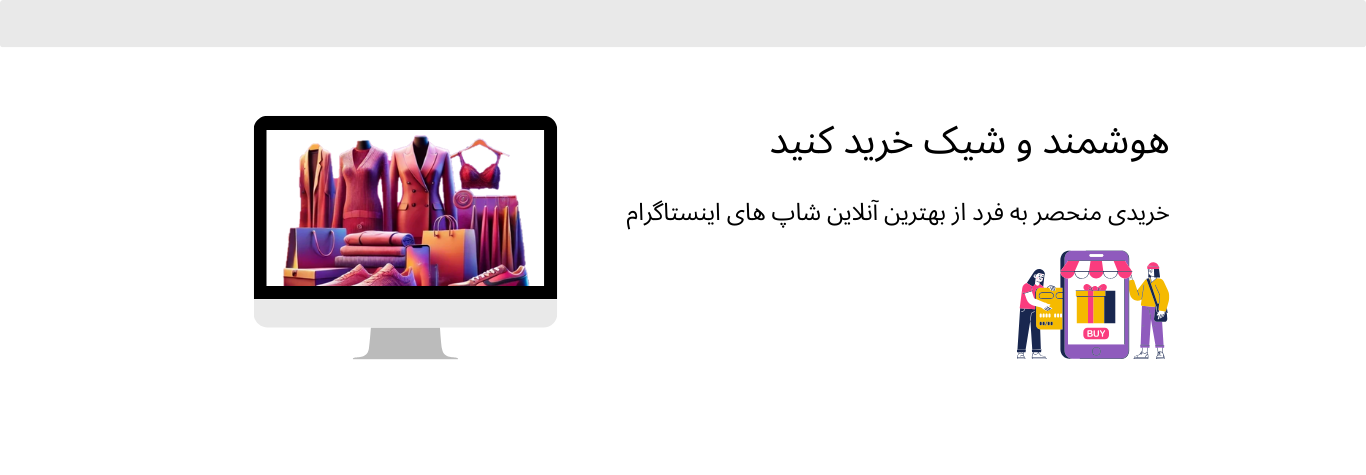 هوشمند و شیک خرید کنید
خریدی منحصر به فرد از بهترین آنلاین شاپ های اینستاگرام
BUY